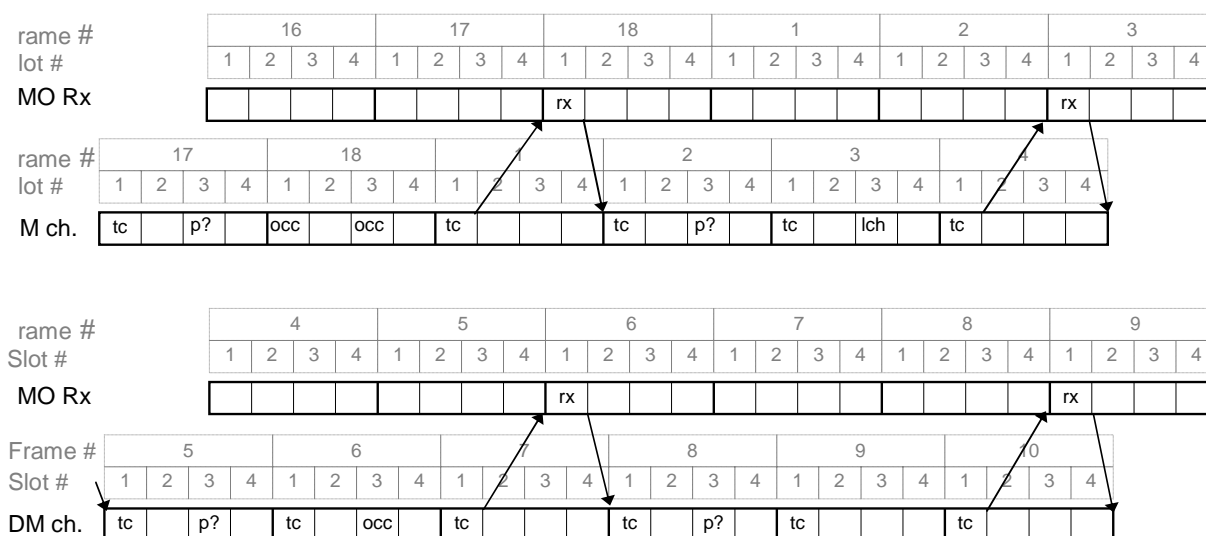 rame # 16 17 18 1 2 3
lot # 1 2 3 4 1 2 3 4 1 2 3 4 1 2 3 4 1 2 3 4 1 2 3 4
MO Rx rx rx
rame # 17 18 1 2 3 4
lot # 1 2 3 4 1 2 3 4 1 2 3 4 1 2 3 4 1 2 3 4 1 2 3 4
M ch. tc p? occ occ tc tc p? tc lch tc
rame # 4 5 6 7 8 9
Slot # 1 2 3 4 1 2 3 4 1 2 3 4 1 2 3 4 1 2 3 4 1 2 3 4
MO Rx rx rx
Frame # 5 6 7 8 9 10
Slot # 1 2 3 4 1 2 3 4 1 2 3 4 1 2 3 4 1 2 3 4 1 2 3 4
DM ch. tc p? tc occ tc tc p? tc tc